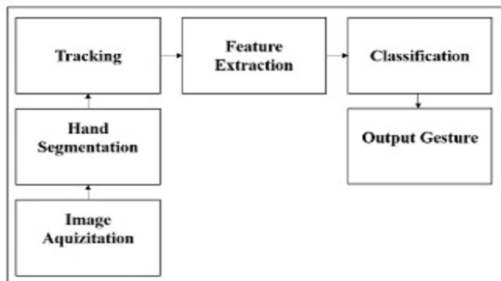 Tracking
Feature
Extraction
Classification
Hand
Segmentation
Output Gesture
Image
Aquizitation